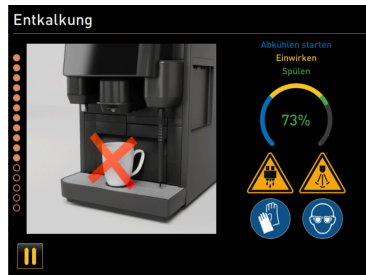 Entkalkung
Abkühlen starten
Einwirken
Spülen
73%